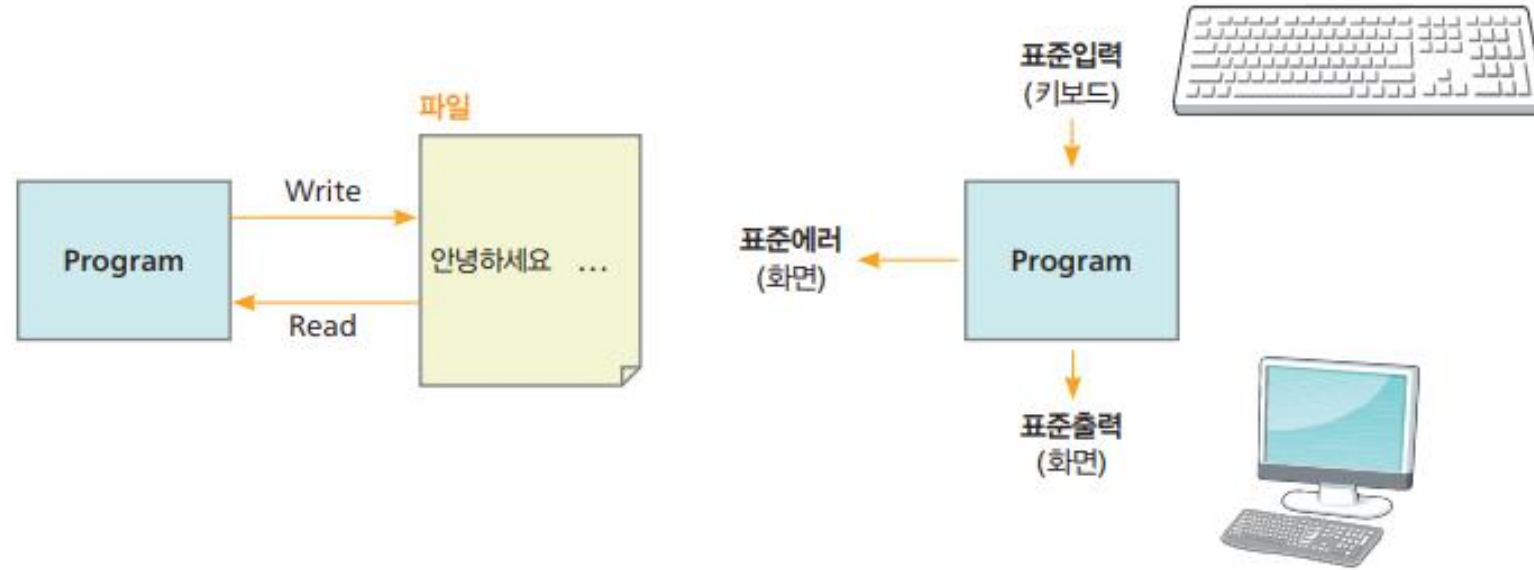 파일
Write
Program
안녕하세요 ...
Read
표준입력
(키보드)
표준에러
(화면)
Program
표준출력
(화면)